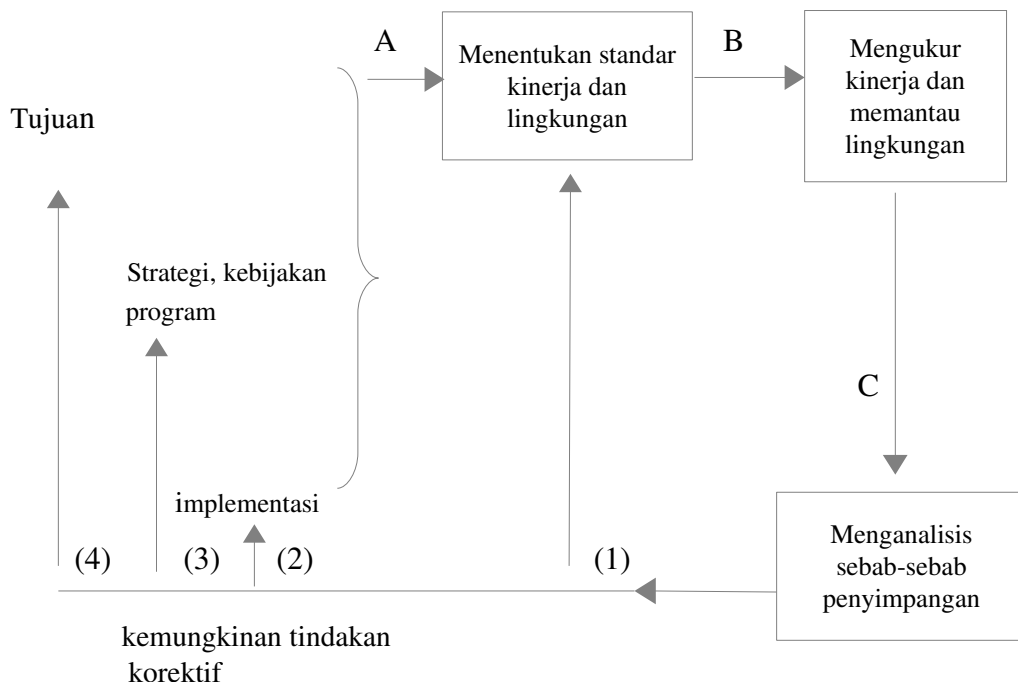 A
Menentukan standar
kinerja dan
lingkungan
B
Mengukur
kinerja dan
memantau
lingkungan
Tujuan
Strategi, kebijakan
program
C
implementasi
(4)
(3)
(2)
(1)
Menganalisis
sebab-sebab
penyimpangan
kemungkinan tindakan
korektif